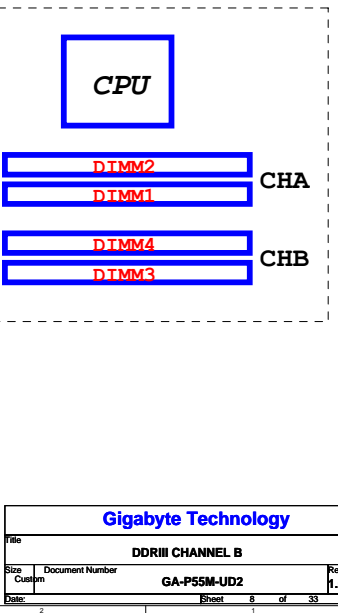 CPU
DIMM2
DIMM1
CHA
DIMM4
DIMM3
CHB
Gigabyte Technology
Title
DDRIII CHANNEL B
Size Document Number
Custom GA-P55M-UD2
Date: Sheet 8 of 33
2 1